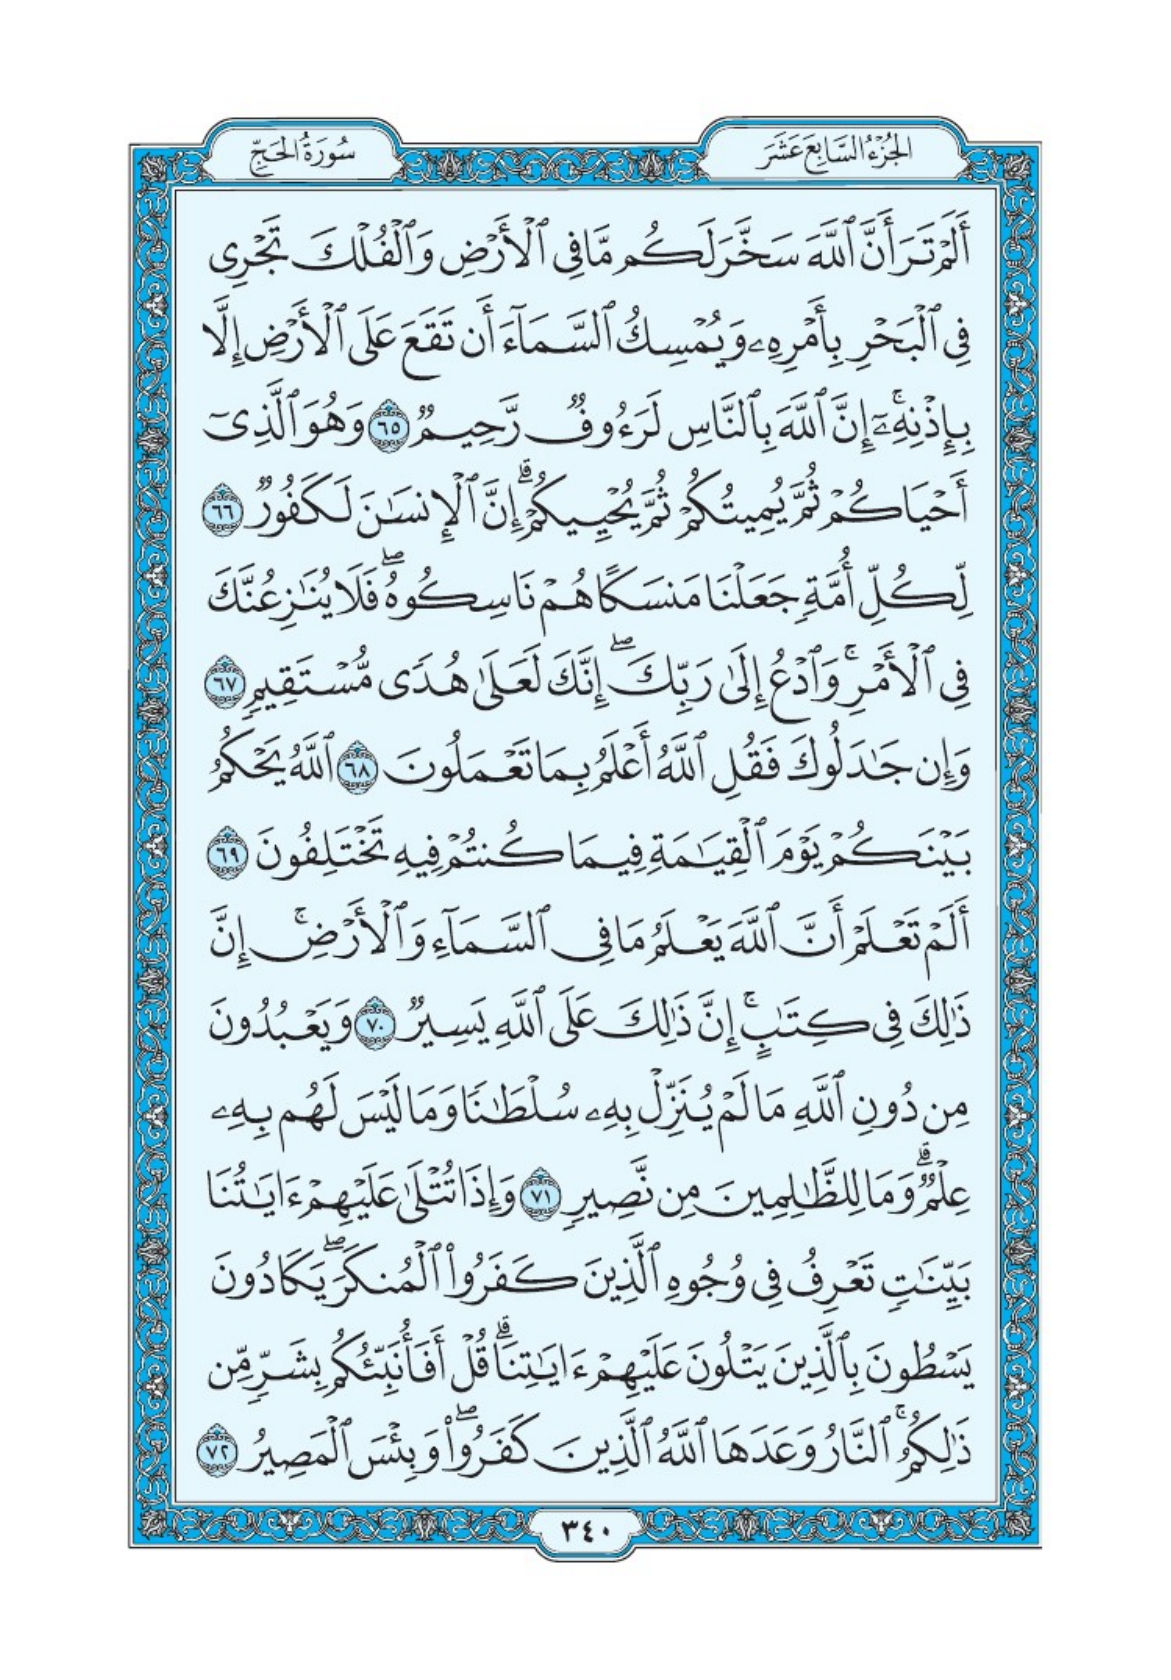 الجُزْءُ السَّابِعَ عَشَرَ
سُورَةُ الحَجِّ
أَلَمْ تَرَ أَنَّ ٱللَّهَ سَخَّرَ لَكُم مَّا فِى ٱلْأَرْضِ وَٱلْفُلْكَ تَجْرِى
فِى ٱلْبَحْرِ بِأَمْرِهِۦ وَيُمْسِكُ ٱلسَّمَآءَ أَن تَقَعَ عَلَى ٱلْأَرْضِ إِلَّا
بِإِذْنِهِۦٓ ۚ إِنَّ ٱللَّهَ بِٱلنَّاسِ لَرَءُوفٌ رَّحِيمٌ ٦٥ وَهُوَ ٱلَّذِىٓ
أَحْيَاكُمْ ثُمَّ يُمِيتُكُمْ ثُمَّ يُحْيِيكُمْ ۗ إِنَّ ٱلْإِنسَـٰنَ لَكَفُورٌ ٦٦
لِّكُلِّ أُمَّةٍ جَعَلْنَا مَنسَكًا هُمْ نَاسِكُوهُ ۖ فَلَا يُنَـٰزِعُنَّكَ
فِى ٱلْأَمْرِ ۚ وَٱدْعُ إِلَىٰ رَبِّكَ ۖ إِنَّكَ لَعَلَىٰ هُدًى مُّسْتَقِيمٍ ٦٧
وَإِن جَـٰدَلُوكَ فَقُلِ ٱللَّهُ أَعْلَمُ بِمَا تَعْمَلُونَ ٦٨ ٱللَّهُ يَحْكُمُ
بَيْنَكُمْ يَوْمَ ٱلْقِيَـٰمَةِ فِيمَا كُنتُمْ فِيهِ تَخْتَلِفُونَ ٦٩
أَلَمْ تَعْلَمْ أَنَّ ٱللَّهَ يَعْلَمُ مَا فِى ٱلسَّمَآءِ وَٱلْأَرْضِ ۗ إِنَّ
ذَٰلِكَ فِى كِتَـٰبٍ ۚ إِنَّ ذَٰلِكَ عَلَى ٱللَّهِ يَسِيرٌ ٧٠ وَيَعْبُدُونَ
مِن دُونِ ٱللَّهِ مَا لَمْ يُنَزِّلْ بِهِۦ سُلْطَـٰنًا وَمَا لَيْسَ لَهُم بِهِۦ
عِلْمٌ ۗ وَمَا لِلظَّـٰلِمِينَ مِن نَّصِيرٍ ٧١ وَإِذَا تُتْلَىٰ عَلَيْهِمْ ءَايَـٰتُنَا
بَيِّنَـٰتٍ تَعْرِفُ فِى وُجُوهِ ٱلَّذِينَ كَفَرُوا۟ ٱلْمُنكَرَ ۖ يَكَادُونَ
يَسْطُونَ بِٱلَّذِينَ يَتْلُونَ عَلَيْهِمْ ءَايَـٰتِنَا ۗ قُلْ أَفَأُنَبِّئُكُم بِشَرٍّ مِّن
ذَٰلِكُمُ ۚ ٱلنَّارُ وَعَدَهَا ٱللَّهُ ٱلَّذِينَ كَفَرُوا۟ ۖ وَبِئْسَ ٱلْمَصِيرُ ٧٢
٣٤٠